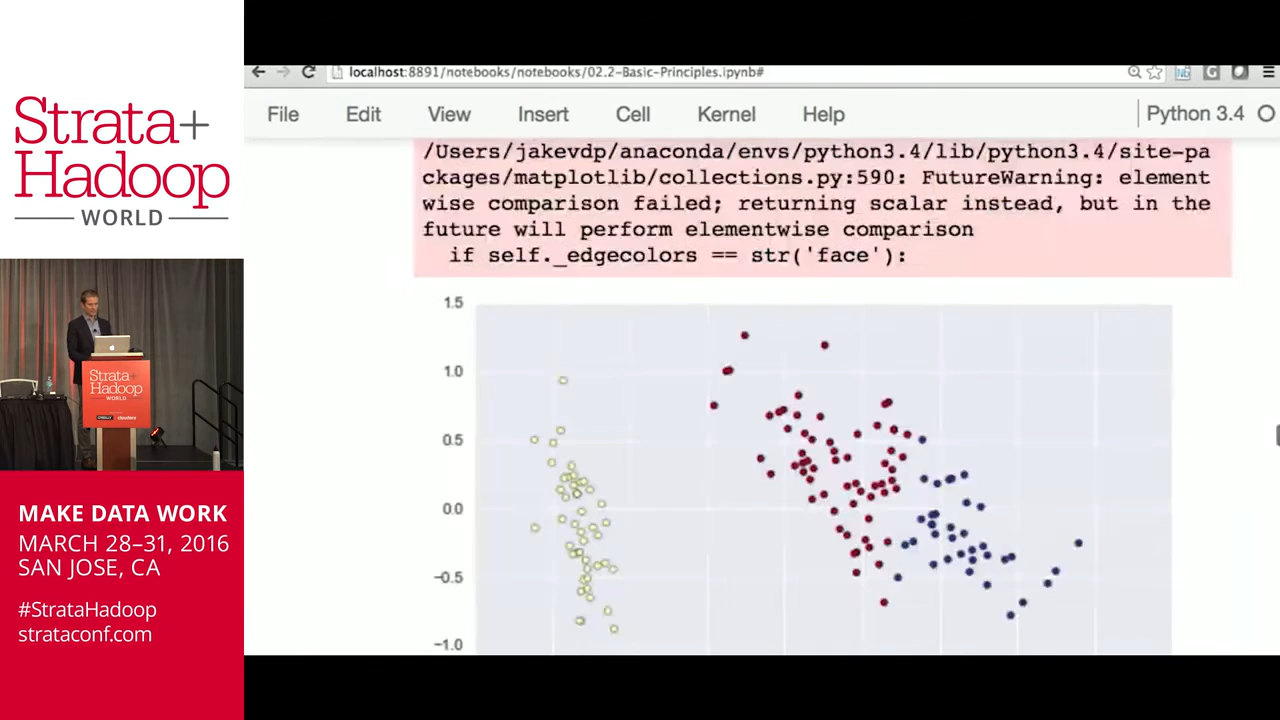 Strata+
Hadoop
WORLD
Strata+
Hadoop
WORLD
MAKE DATA WORK
MARCH 28–31, 2016
SAN JOSE, CA
#StrataHadoop
strataconf.com
localhost:8891/notebooks/notebooks/02.2-Basic-Principles.ipynb#
File Edit View Insert Cell Kernel Help Python 3.4
/Users/jakevdp/anaconda/envs/python3.4/lib/python3.4/site-pa
ckages/matplotlib/collections.py:590: FutureWarning: element
wise comparison failed; returning scalar instead, but in the
future will perform elementwise comparison
if self._edgecolors == str('face'):
1.5
1.0
0.5
0.0
−0.5
−1.0